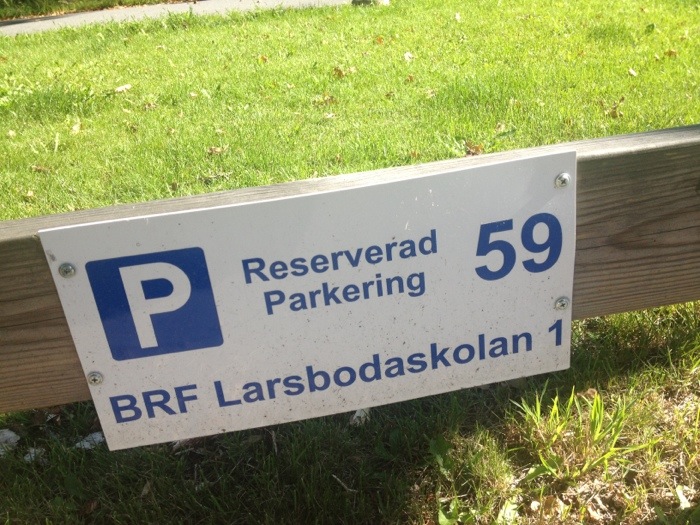 P
Reserverad
Parkering
59
BRF Larsbodaskolan 1